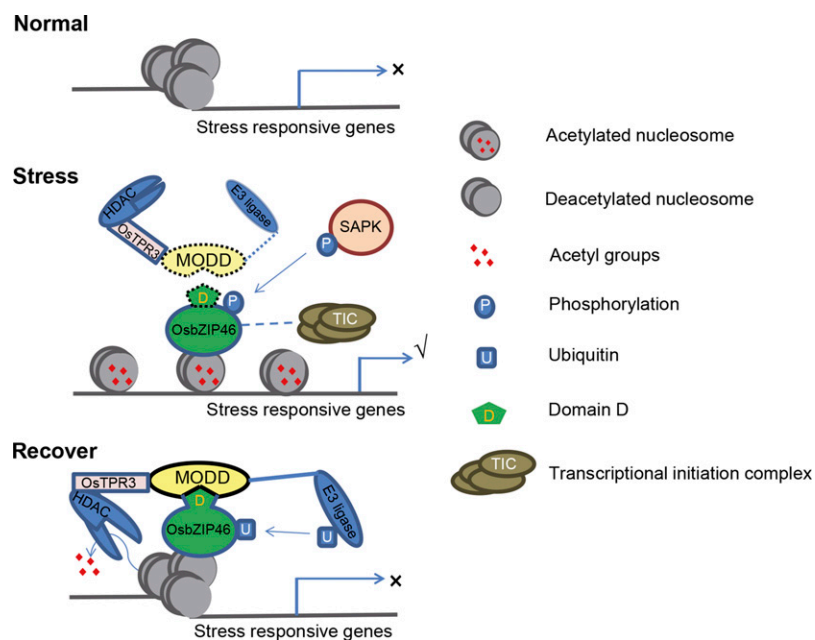 Normal
×
Stress responsive genes
Acetylated nucleosome
Stress
Deacetylated nucleosome
HDAC
OsTPR3
MODD
E3 ligase
P
SAPK
Acetyl groups
D
P
OsbZIP46
TIC
P
Phosphorylation
√
U
Ubiquitin
Stress responsive genes
D
Domain D
Recover
TIC
Transcriptional initiation complex
OsTPR3
MODD
HDAC
D
OsbZIP46
U
U
E3 ligase
×
Stress responsive genes